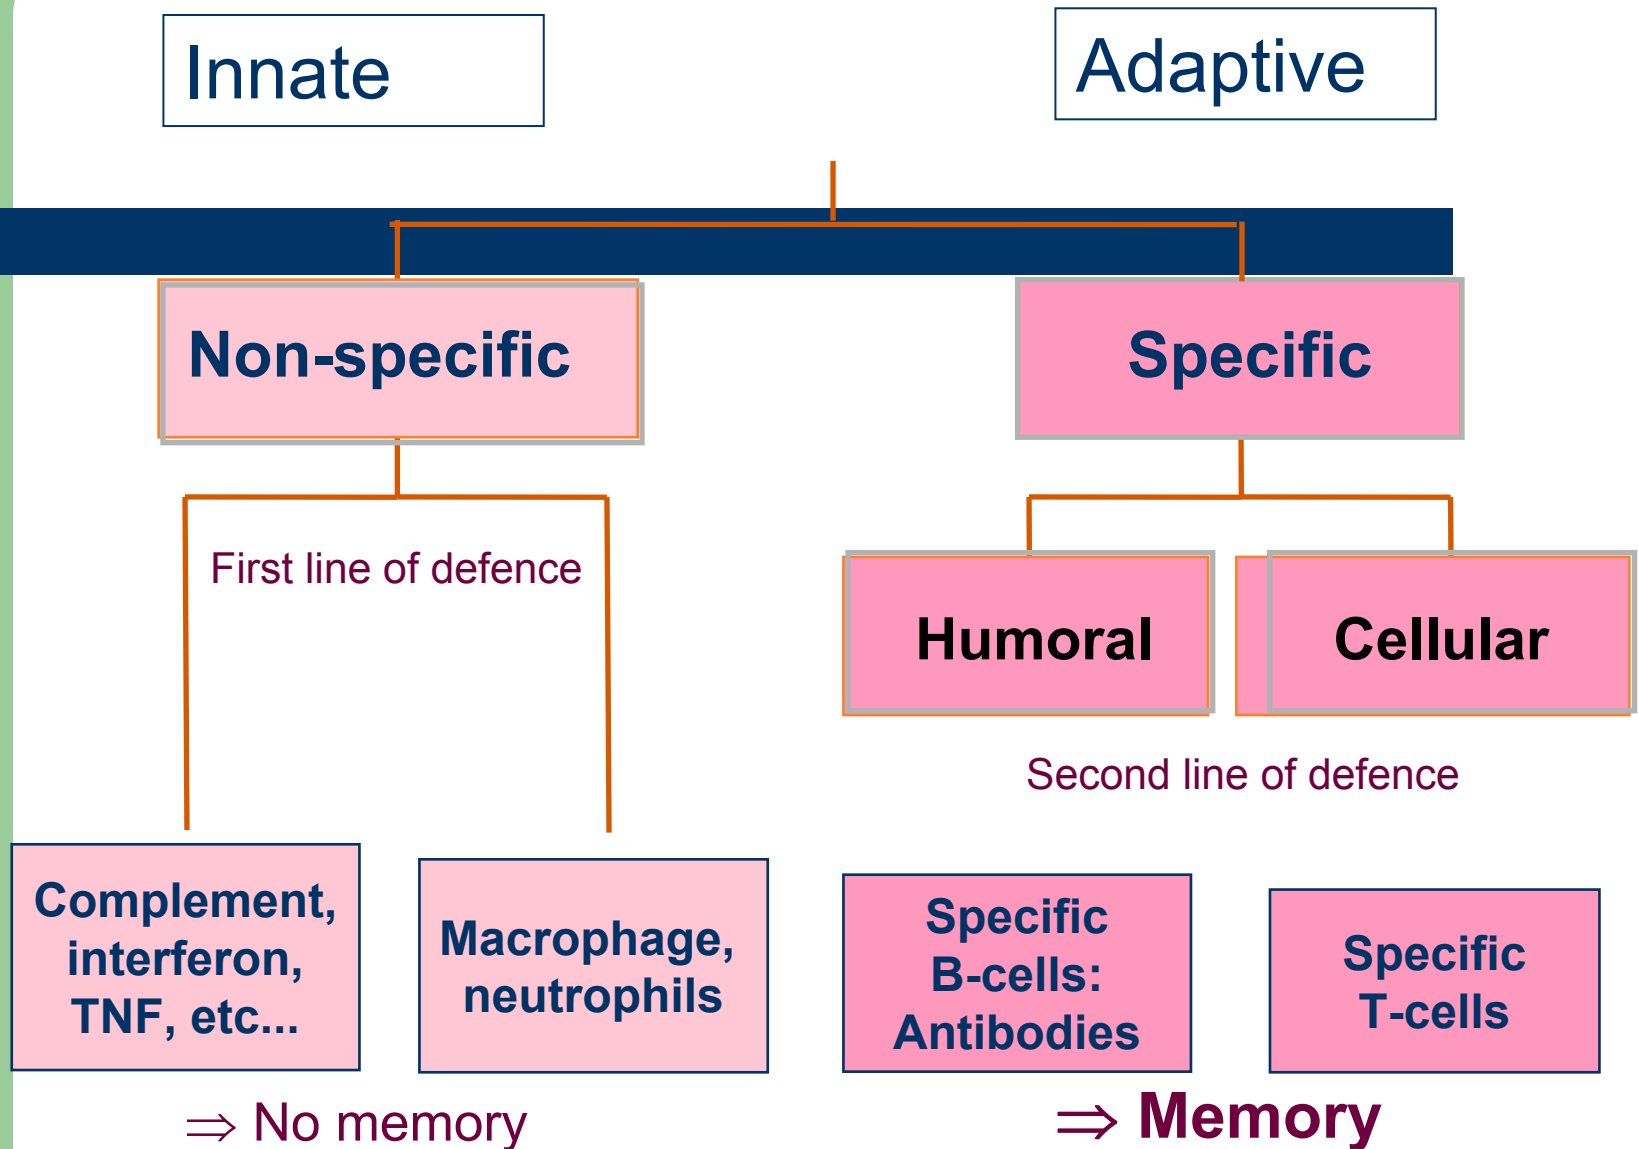 Innate
Adaptive
Non-specific
Specific
First line of defence
Humoral
Cellular
Second line of defence
Complement,
interferon,
TNF, etc...
Macrophage,
neutrophils
Specific
B-cells:
Antibodies
Specific
T-cells
⇒ No memory
⇒ Memory